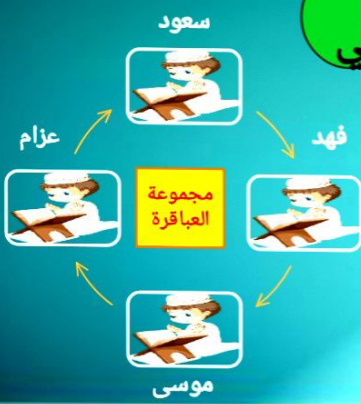 سعود
فهد
عزام
مجموعة
العباقرة
موسى